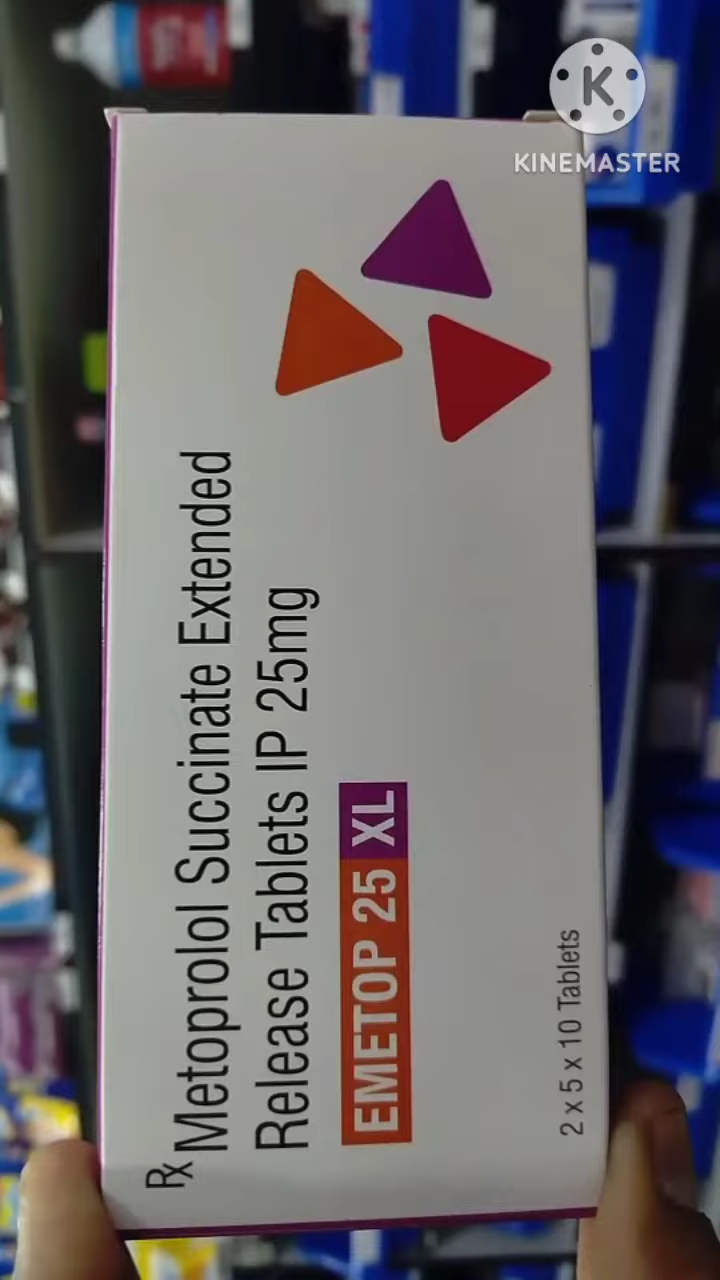 K
KINEMASTER
Rx Metoprolol Succinate Extended
Release Tablets IP 25mg
EMETOP 25 XL
2 x 5 x 10 Tablets